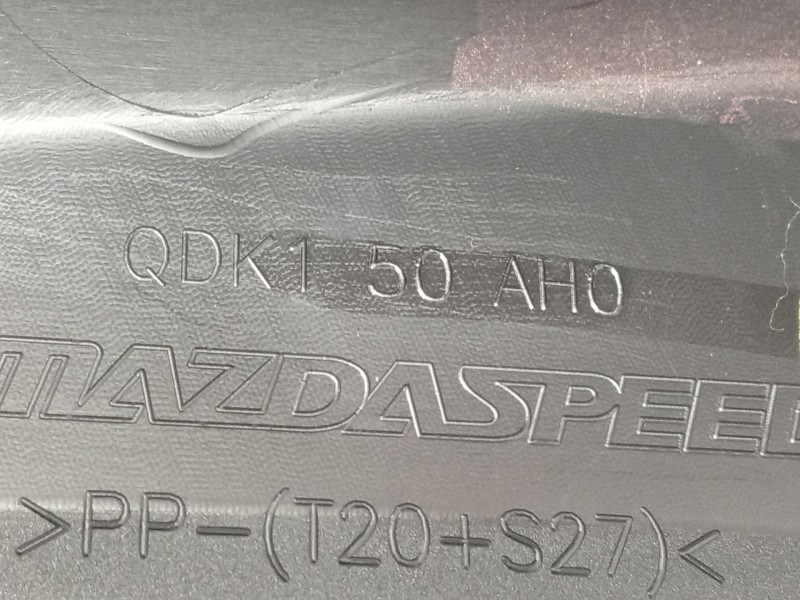 QDK1 50 AH0
MAZDASPEED
>PP-(T20+S27)<